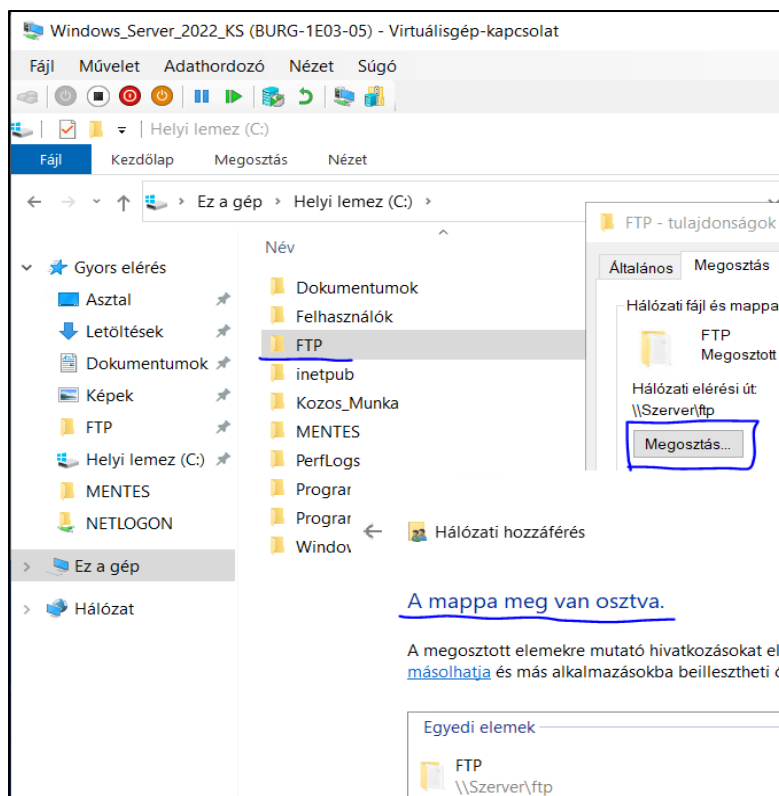 Windows_Server_2022_KS (BURG-1E03-05) - Virtuálisgép-kapcsolat
Fájl Művelet Adathordozó Nézet Súgó
Helyi lemez (C:)
Fájl Kezdőlap Megosztás Nézet
Ez a gép Helyi lemez (C:)
Név
Gyors elérés
Asztal
Letöltések
Dokumentumok
Képek
FTP
Helyi lemez (C:)
MENTES
NETLOGON
Ez a gép
Hálózat
Dokumentumok
Felhasználók
FTP
inetpub
Kozos_Munka
MENTES
PerfLogs
Prograr
Prograr
Windov
FTP - tulajdonságok
Általános Megosztás
Hálózati fájl és mappa
FTP
Megosztott
Hálózati elérési út:
\\Szerver\ftp
Megosztás...
Hálózati hozzáférés
A mappa meg van osztva.
A megosztott elemekre mutató hivatkozásokat el
másolhatja és más alkalmazásokba beillesztheti
Egyedi elemek
FTP
\\Szerver\ftp